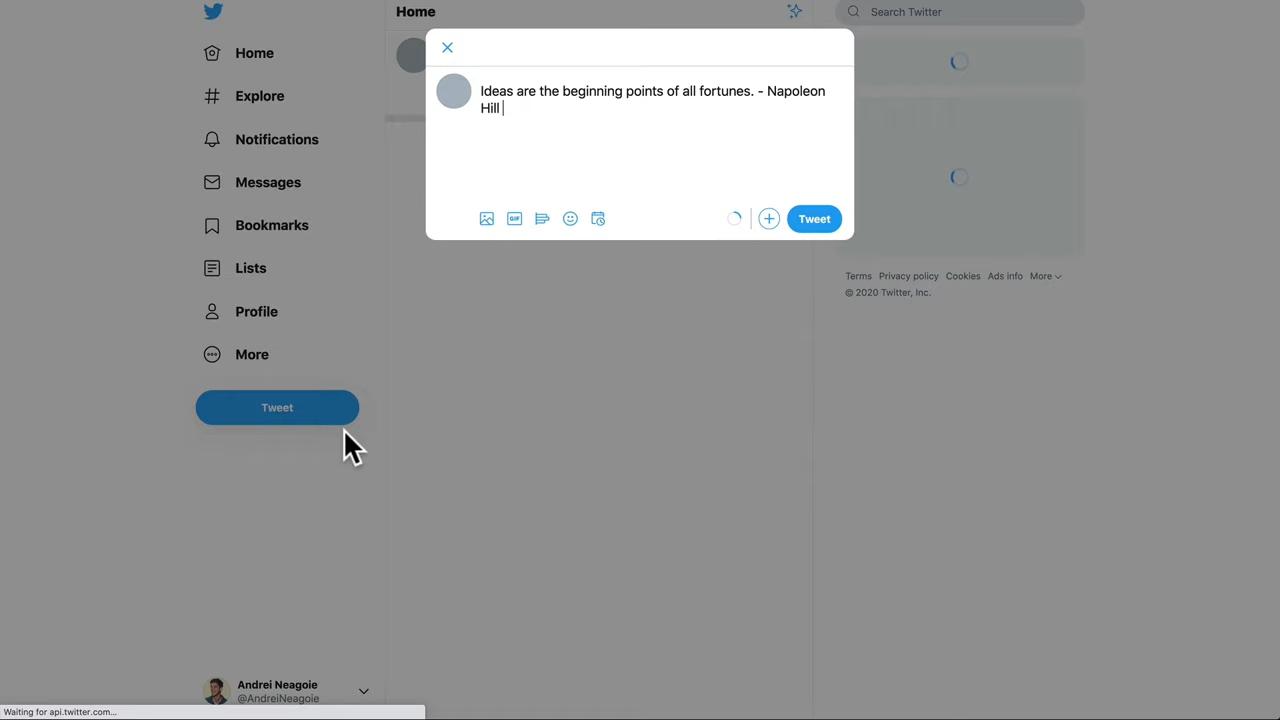 Home
Explore
Notifications
Messages
Bookmarks
Lists
Profile
More
Tweet
Andrei Neagoie
@AndreiNeagoie
Waiting for api.twitter.com...
Home
Ideas are the beginning points of all fortunes. - Napoleon
Hill
GIF
Tweet
Search Twitter
Terms Privacy policy Cookies Ads info More
© 2020 Twitter, Inc.